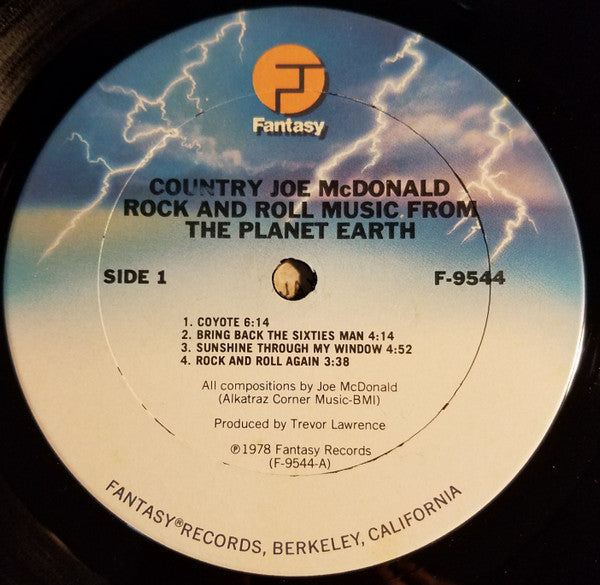 Fantasy
COUNTRY JOE McDONALD
ROCK AND ROLL MUSIC FROM
THE PLANET EARTH
SIDE 1
F-9544
1. COYOTE 6:14
2. BRING BACK THE SIXTIES MAN 4:14
3. SUNSHINE THROUGH MY WINDOW 4:52
4. ROCK AND ROLL AGAIN 3:38
All compositions by Joe McDonald
(Alkatraz Corner Music-BMI)
Produced by Trevor Lawrence
℗1978 Fantasy Records
(F-9544-A)
FANTASY®RECORDS, BERKELEY, CALIFORNIA